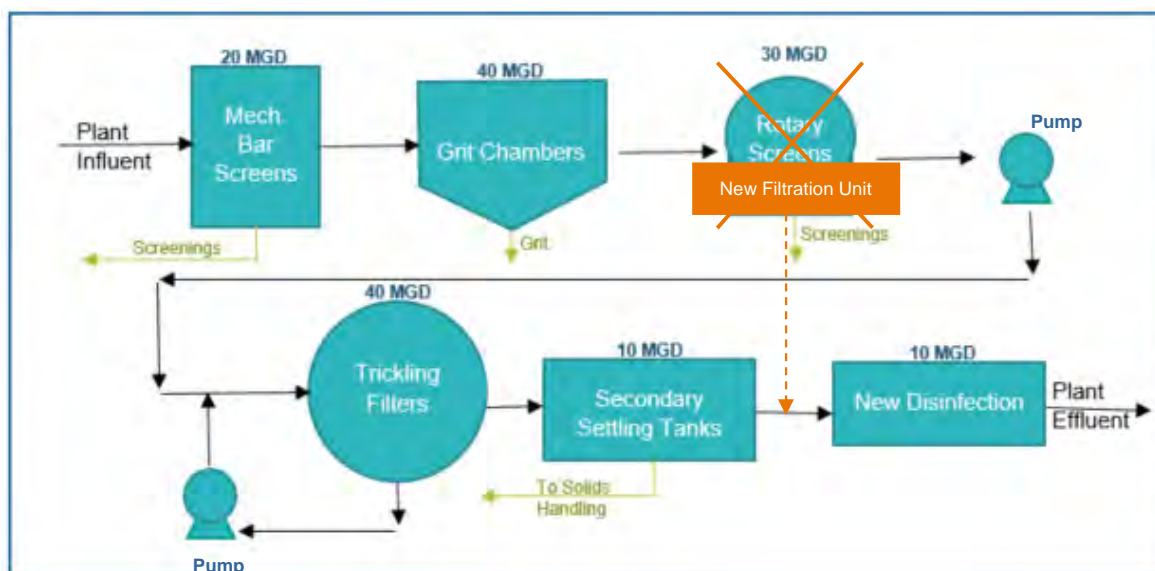 20 MGD
40 MGD
30 MGD
Plant
Influent
Mech.
Bar
Screens
Grit Chambers
Rotary
Screens
New Filtration Unit
Pump
Screenings
Grit
Screenings
40 MGD
10 MGD
10 MGD
Trickling
Filters
Secondary
Settling Tanks
New Disinfection
Plant
Effluent
To Solids
Handling
Pump